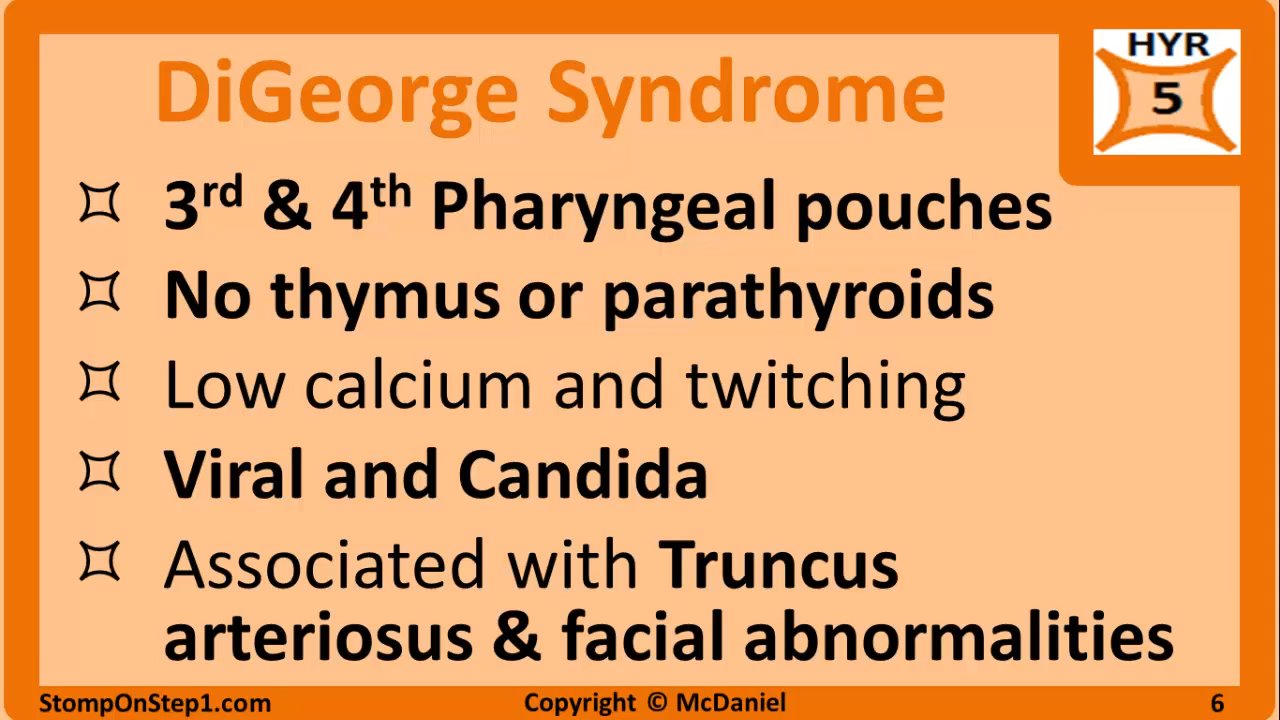 HYR
5
DiGeorge Syndrome
3rd & 4th Pharyngeal pouches
No thymus or parathyroids
Low calcium and twitching
Viral and Candida
Associated with Truncus
arteriosus & facial abnormalities
StompOnStep1.com Copyright © McDaniel 6